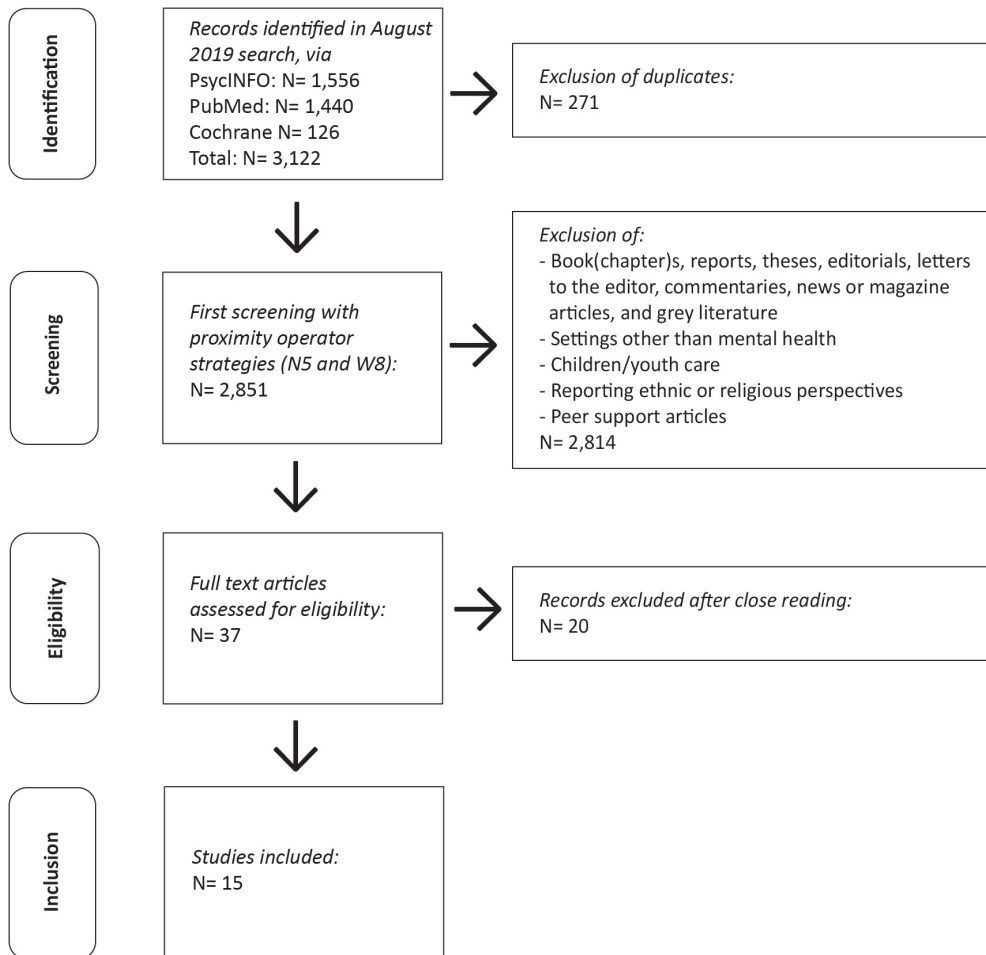 Identification
Records identified in August
2019 search, via
PsycINFO: N= 1,556
PubMed: N= 1,440
Cochrane N= 126
Total: N= 3,122
Exclusion of duplicates:
N= 271
Screening
First screening with
proximity operator
strategies (N5 and W8):
N= 2,851
Exclusion of:
- Book(chapter)s, reports, theses, editorials, letters
to the editor, commentaries, news or magazine
articles, and grey literature
- Settings other than mental health
- Children/youth care
- Reporting ethnic or religious perspectives
- Peer support articles
N= 2,814
Eligibility
Full text articles
assessed for eligibility:
N= 37
Records excluded after close reading:
N= 20
Inclusion
Studies included:
N= 15